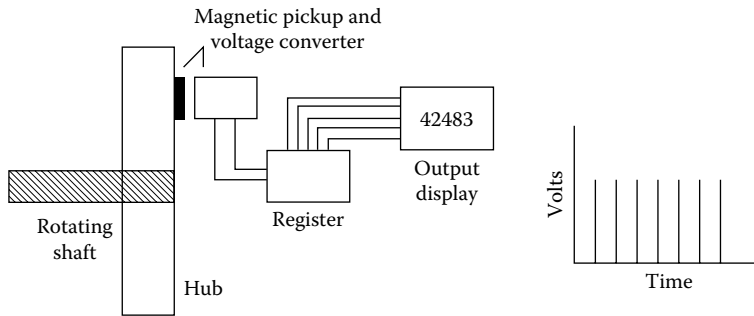 Magnetic pickup and
voltage converter
42483
Output
display
Register
Rotating
shaft
Hub
Volts
Time